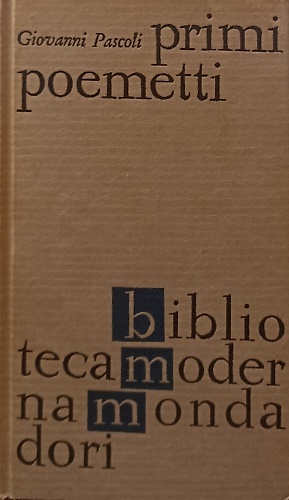 Giovanni Pascoli primi
poemetti
biblio
tecamoder
namonda
dori